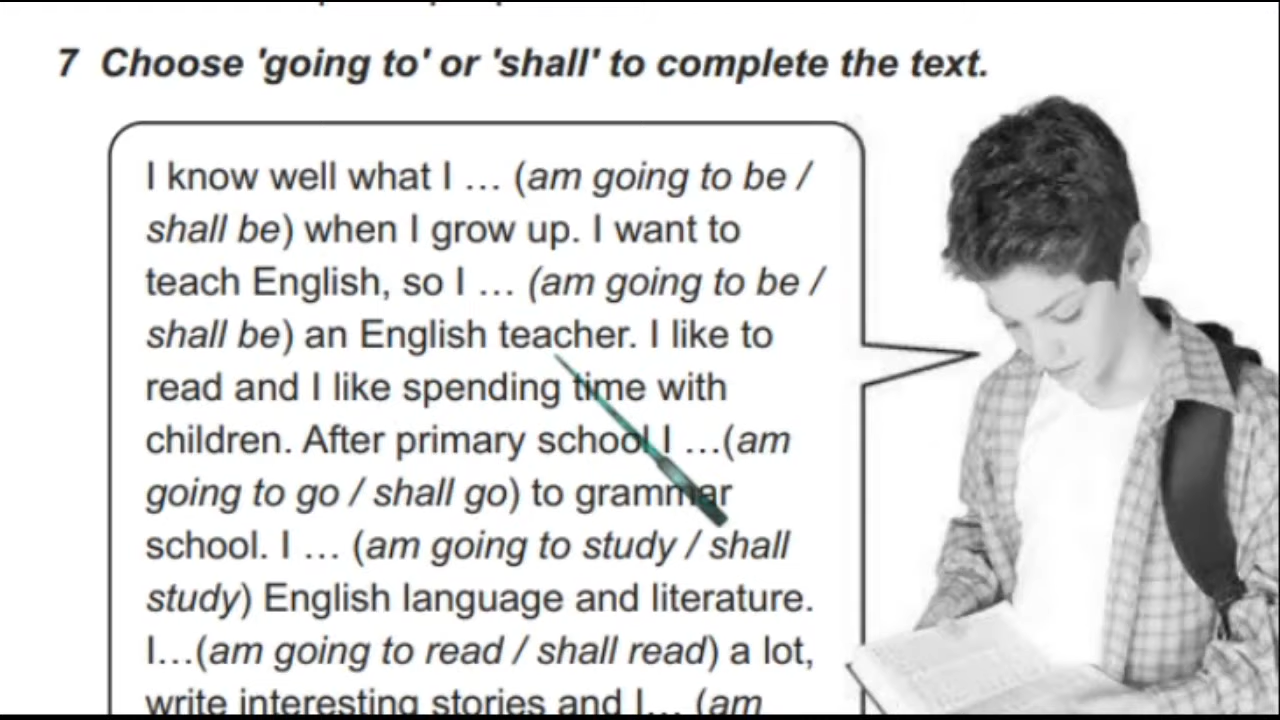 7 Choose 'going to' or 'shall' to complete the text.
I know well what I ... (am going to be /
shall be) when I grow up. I want to
teach English, so I ... (am going to be /
shall be) an English teacher. I like to
read and I like spending time with
children. After primary school I ...(am
going to go / shall go) to grammar
school. I ... (am going to study / shall
study) English language and literature.
I...(am going to read / shall read) a lot,
write interesting stories and I... (am